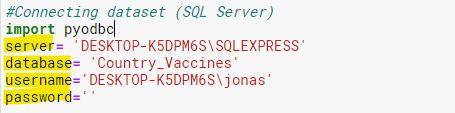 #Connecting dataset (SQL Server)
import pyodbc
server= 'DESKTOP-K5DPM6S\SQLEXPRESS'
database= 'Country_Vaccines'
username='DESKTOP-K5DPM6S\jonas'
password=''